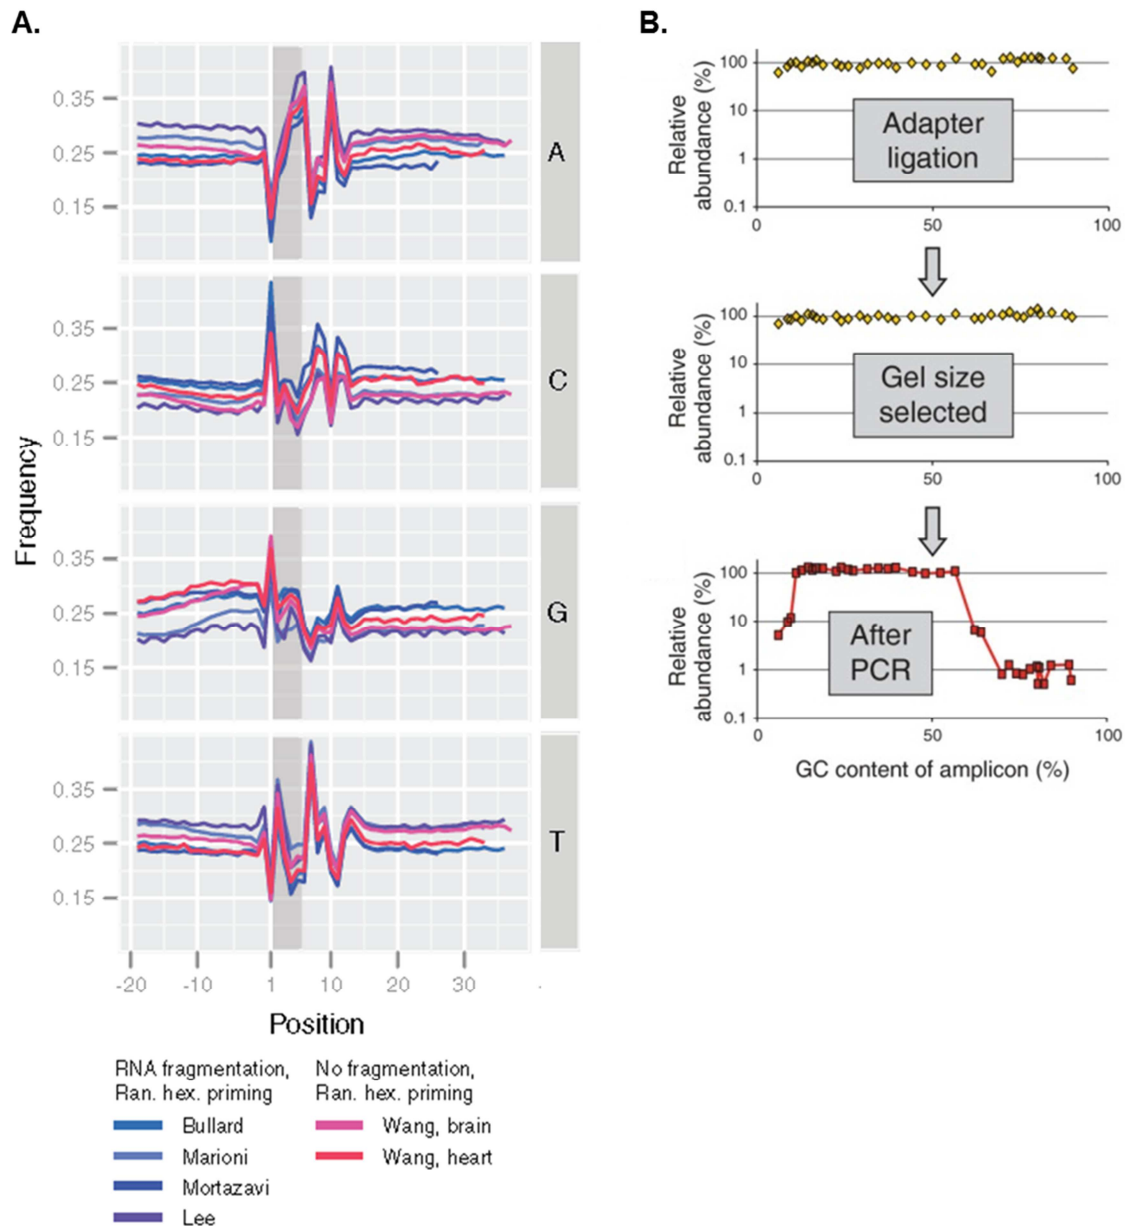 A.
B.
Frequency
0.35
0.25
0.15
A
0.35
0.25
0.15
C
0.35
0.25
0.15
G
0.35
0.25
0.15
T
-20 -10 1 10 20 30
Position
RNA fragmentation,
Ran. hex. priming
Bullard
Marioni
Mortazavi
Lee
No fragmentation,
Ran. hex. priming
Wang, brain
Wang, heart
Relative
abundance (%)
100
10
1
0.1
Adapter
ligation
0 50 100
Relative
abundance (%)
100
10
1
0.1
Gel size
selected
0 50 100
Relative
abundance (%)
100
10
1
0.1
After
PCR
0 50 100
GC content of amplicon (%)